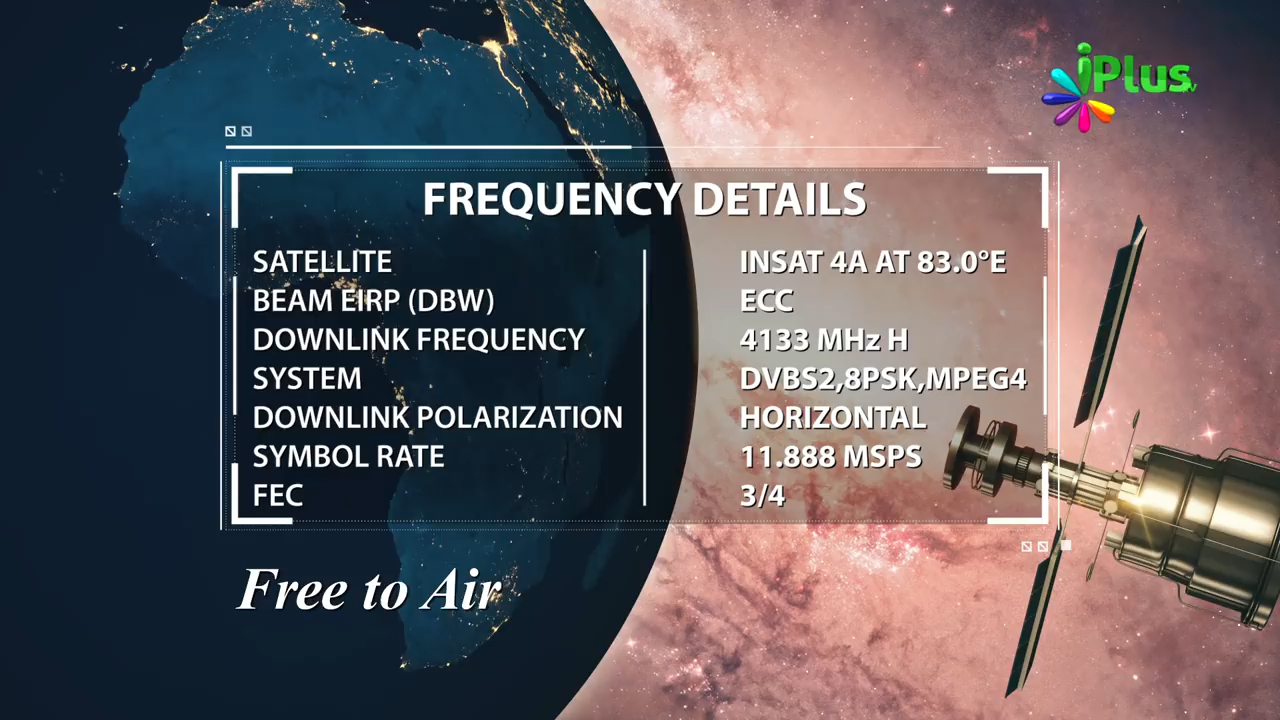 iPlus tv
FREQUENCY DETAILS
SATELLITE INSAT 4A AT 83.0°E
BEAM EIRP (DBW) ECC
DOWNLINK FREQUENCY 4133 MHz H
SYSTEM DVBS2,8PSK,MPEG4
DOWNLINK POLARIZATION HORIZONTAL
SYMBOL RATE 11.888 MSPS
FEC 3/4
Free to Air